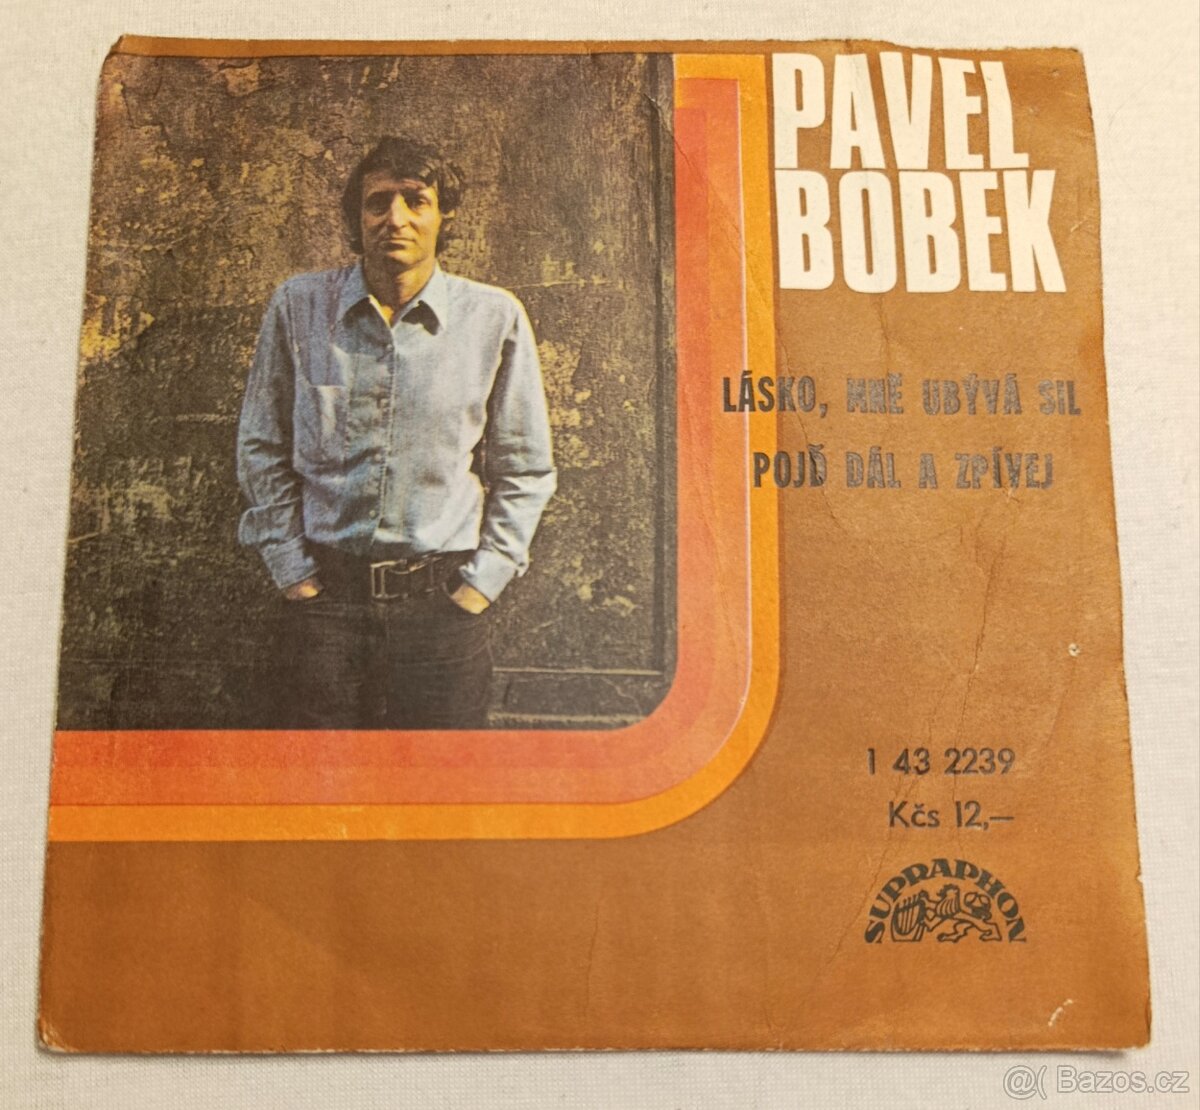 PAVEL
BOBEK
LÁSKO, MNĚ UBÝVÁ SIL
POJĎ DÁL A ZPÍVEJ
1 43 2239
Kčs 12,—
SUPRAPHON
@( Bazos.cz